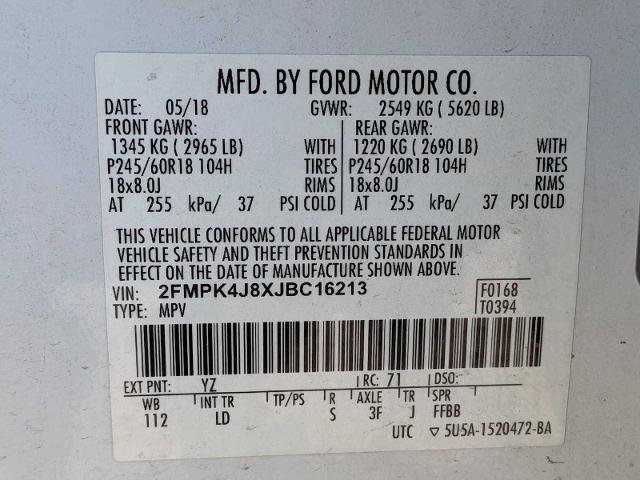 MFD. BY FORD MOTOR CO.
DATE: 05/18 GVWR: 2549 KG ( 5620 LB)
FRONT GAWR: REAR GAWR:
1345 KG ( 2965 LB) WITH 1220 KG ( 2690 LB) WITH
P245/60R18 104H TIRES P245/60R18 104H TIRES
18x8.0J RIMS 18x8.0J RIMS
AT 255 kPa/ 37 PSI COLD AT 255 kPa/ 37 PSI COLD
THIS VEHICLE CONFORMS TO ALL APPLICABLE FEDERAL MOTOR
VEHICLE SAFETY AND THEFT PREVENTION STANDARDS IN
EFFECT ON THE DATE OF MANUFACTURE SHOWN ABOVE.
VIN: 2FMPK4J8XJBC16213 F0168
TYPE: MPV T0394
EXT PNT: YZ RC: 71 DSO:
WB INT TR TP/PS R AXLE TR SPR
112 LD S 3F J FFBB
UTC ▽ 5U5A-1520472-BA